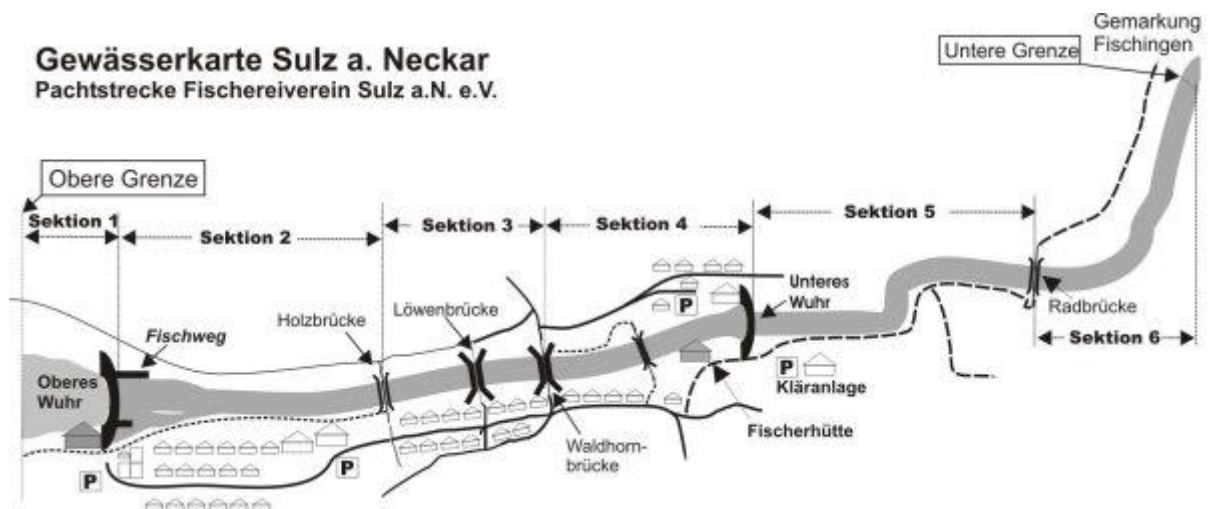 Gewässerkarte Sulz a. Neckar
Pachtstrecke Fischereiverein Sulz a.N. e.V.
Gemarkung
Fischingen
Untere Grenze
Obere Grenze
Sektion 1
Sektion 2
Sektion 3
Sektion 4
Sektion 5
Sektion 6
Fischweg
Holzbrücke
Löwenbrücke
P
Unteres
Wuhr
Radbrücke
Oberes
Wuhr
P
Kläranlage
Fischerhütte
Waldhorn-
brücke
P
P